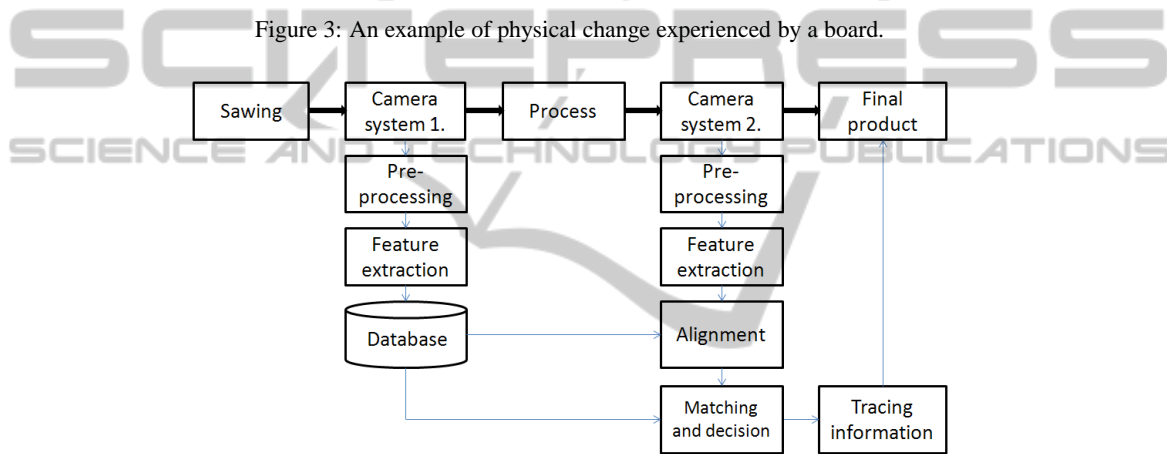 Figure 3: An example of physical change experienced by a board.
SCITEPRESS
SCIENCE AND TECHNOLOGY PUBLICATIONS
Sawing
Camera
system 1.
Process
Camera
system 2.
Final
product
Pre-
processing
Pre-
processing
Feature
extraction
Feature
extraction
Database
Alignment
Matching
and decision
Tracing
information